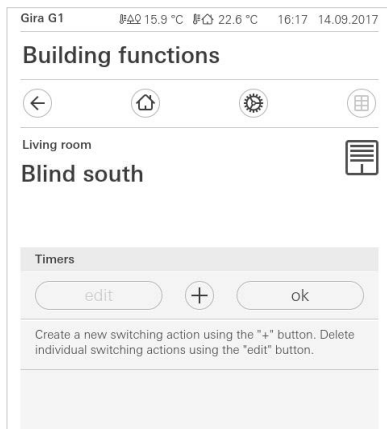 Gira G1 15.9 °C 22.6 °C 16:17 14.09.2017
Building functions
Living room
Blind south
Timers
edit + ok
Create a new switching action using the "+" button. Delete
individual switching actions using the "edit" button.